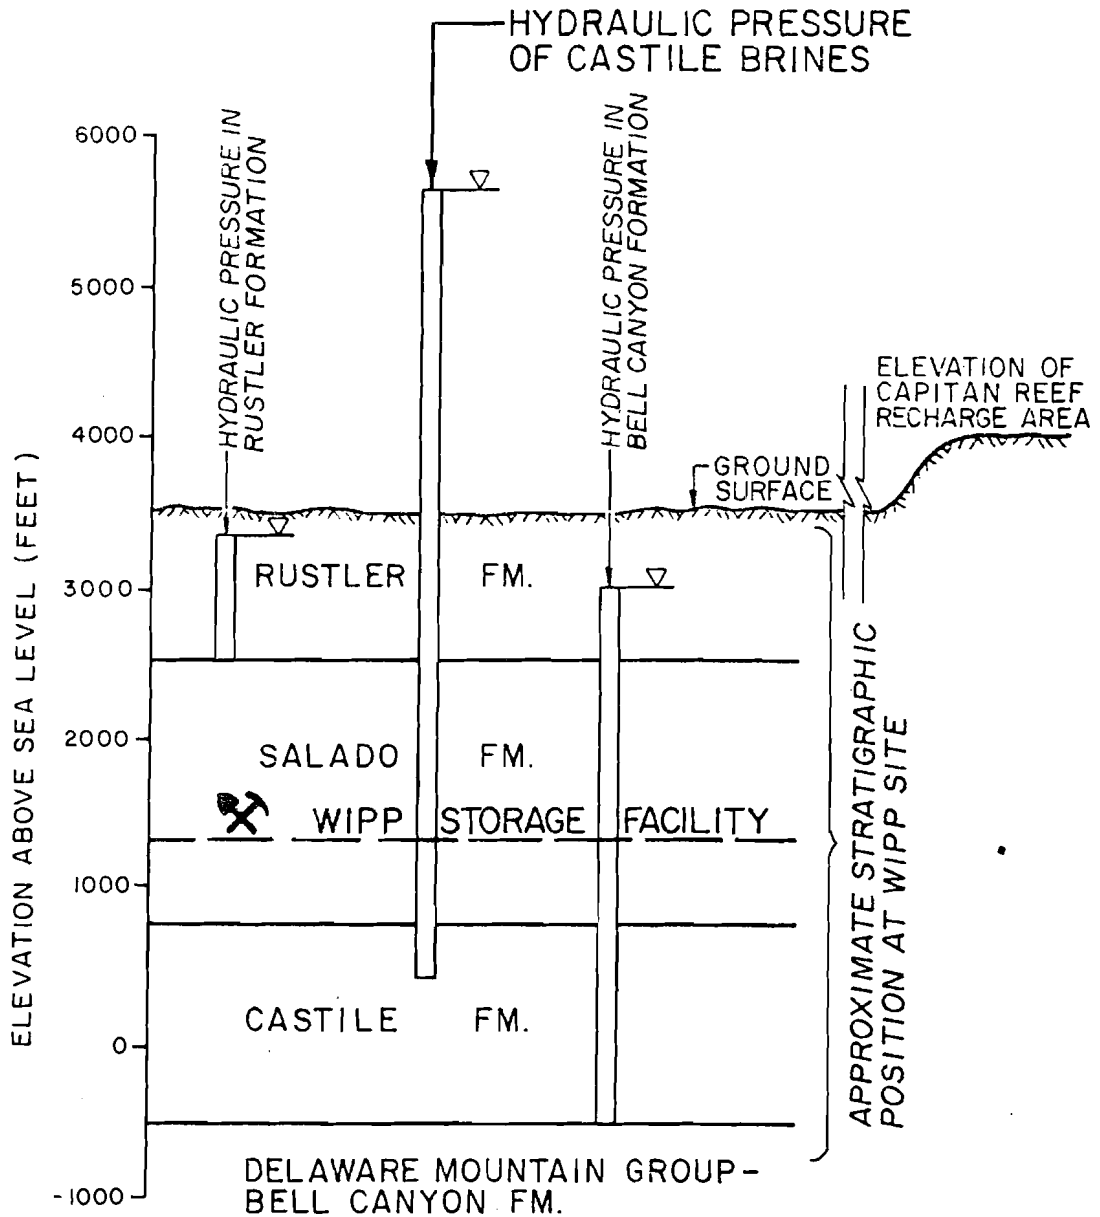 HYDRAULIC PRESSURE
OF CASTILE BRINES
HYDRAULIC PRESSURE IN
RUSTLER FORMATION
HYDRAULIC PRESSURE IN
BELL CANYON FORMATION
ELEVATION OF
CAPITAN REEF
RECHARGE AREA
GROUND
SURFACE
ELEVATION ABOVE SEA LEVEL (FEET)
6000
5000
4000
3000
2000
1000
0
-1000
RUSTLER FM.
SALADO FM.
WIPP STORAGE FACILITY
CASTILE FM.
DELAWARE MOUNTAIN GROUP-
BELL CANYON FM.
APPROXIMATE STRATIGRAPHIC
POSITION AT WIPP SITE